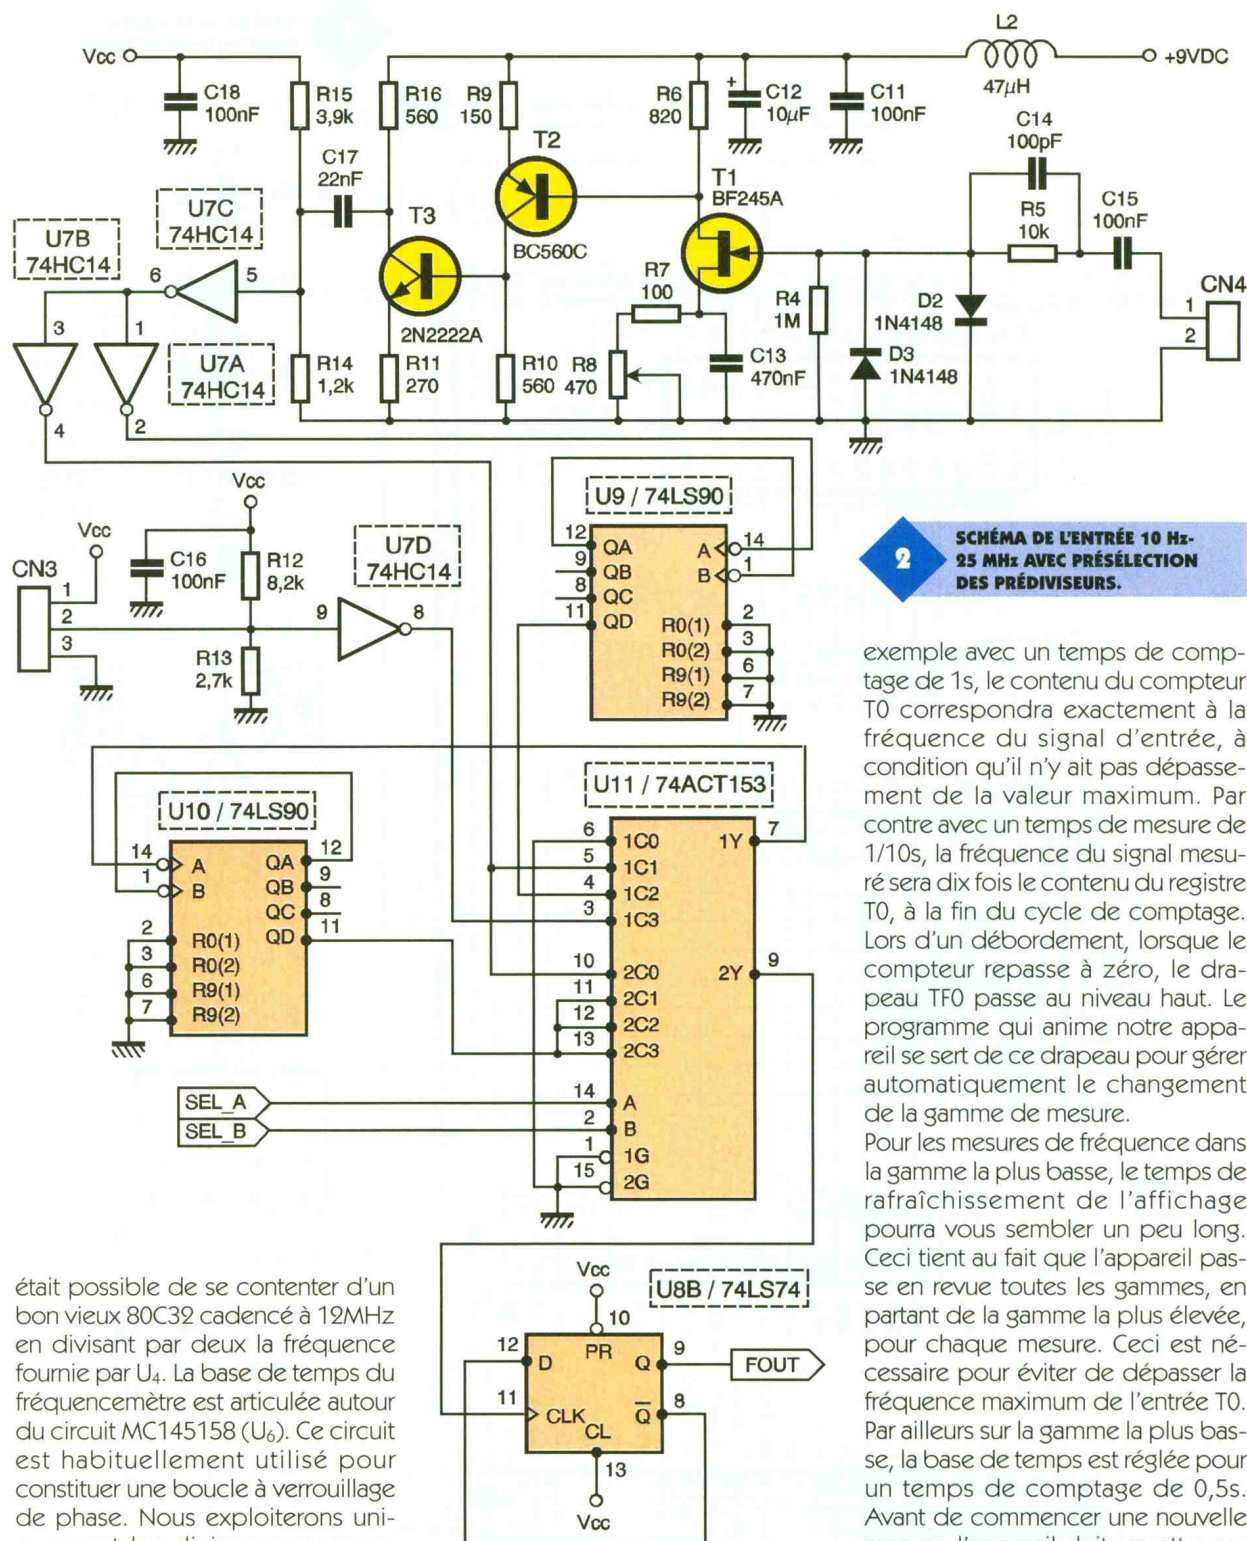 L2
47µH
Vcc
+9VDC
C18
100nF
R15
3,9k
R16
560
R9
150
R6
820
+
C12
10µF
C11
100nF
C14
100pF
C17
22nF
T2
T1
BF245A
R5
10k
C15
100nF
U7C
74HC14
T3
U7B
74HC14
BC560C
6
5
R7
100
R4
1M
D2
1N4148
CN4
1
2
3
1
2N2222A
U7A
74HC14
R14
1,2k
R11
270
R10
560
R8
470
C13
470nF
D3
1N4148
4
2
Vcc
Vcc
U9 / 74LS90
CN3
C16
100nF
R12
8,2k
U7D
74HC14
1
2
3
9
8
R13
2,7k
12
QA
9
QB
8
QC
11
QD
A
14
B
1
R0(1)
2
R0(2)
3
R9(1)
6
R9(2)
7
2
SCHÉMA DE L'ENTRÉE 10 Hz-
25 MHz AVEC PRÉSÉLECTION
DES PRÉDIVISEURS.
U10 / 74LS90
14
A
1
B
2
R0(1)
3
R0(2)
6
R9(1)
7
R9(2)
QA
12
QB
9
QC
8
QD
11
U11 / 74ACT153
6
1C0
5
1C1
4
1C2
3
1C3
10
2C0
11
2C1
12
2C2
13
2C3
14
A
2
B
1
1G
15
2G
1Y
7
2Y
9
SEL_A
SEL_B
Vcc
U8B / 74LS74
10
12
D
PR
Q
9
FOUT
11
CLK
Q
8
CL
13
Vcc
était possible de se contenter d'un
bon vieux 80C32 cadencé à 12MHz
en divisant par deux la fréquence
fournie par U4. La base de temps du
fréquencemètre est articulée autour
du circuit MC145158 (U6). Ce circuit
est habituellement utilisé pour
constituer une boucle à verrouillage
de phase. Nous exploiterons uni-
exemple avec un temps de comp-
tage de 1s, le contenu du compteur
T0 correspondra exactement à la
fréquence du signal d'entrée, à
condition qu'il n'y ait pas dépasse-
ment de la valeur maximum. Par
contre avec un temps de mesure de
1/10s, la fréquence du signal mesu-
ré sera dix fois le contenu du registre
T0, à la fin du cycle de comptage.
Lors d'un débordement, lorsque le
compteur repasse à zéro, le dra-
peau TF0 passe au niveau haut. Le
programme qui anime notre appa-
reil se sert de ce drapeau pour gérer
automatiquement le changement
de la gamme de mesure.
Pour les mesures de fréquence dans
la gamme la plus basse, le temps de
rafraîchissement de l'affichage
pourra vous sembler un peu long.
Ceci tient au fait que l'appareil pas-
se en revue toutes les gammes, en
partant de la gamme la plus élevée,
pour chaque mesure. Ceci est né-
cessaire pour éviter de dépasser la
fréquence maximum de l'entrée T0.
Par ailleurs sur la gamme la plus bas-
se, la base de temps est réglée pour
un temps de comptage de 0,5s.
Avant de commencer une nouvelle